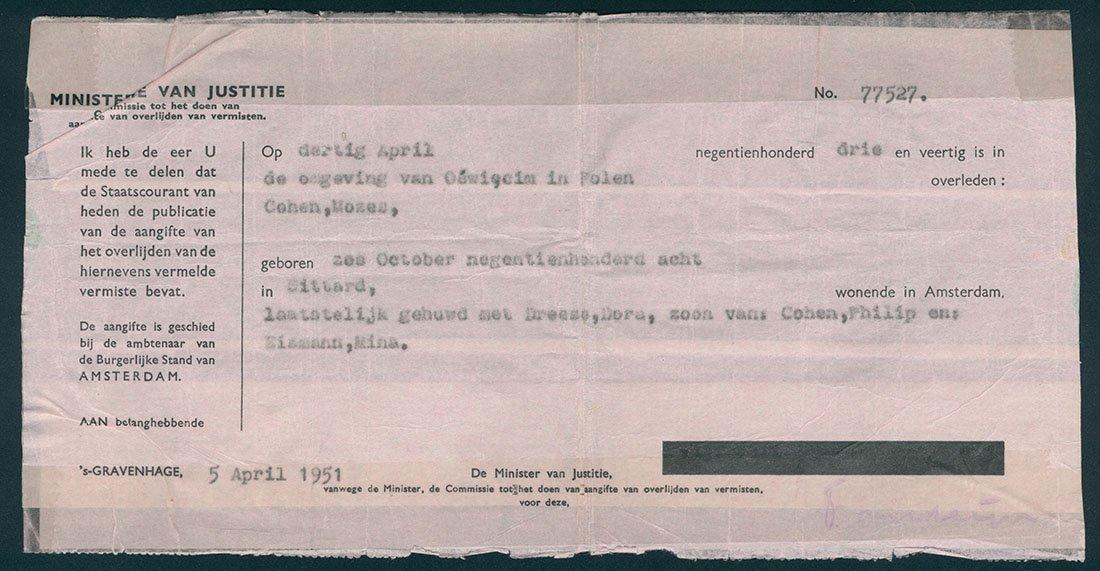 MINISTE E VAN JUSTITIE
missie tot het doen van
aa te van overlijden van vermisten.
No. 77527.
Ik heb de eer U
mede te delen dat
de Staatscourant van
heden de publicatie
van de aangifte van
het overlijden van de
hiernevens vermelde
vermiste bevat.
De aangifte is geschied
bij de ambtenaar van
de Burgerlijke Stand van
AMSTERDAM.
AAN belanghebbende
Op dertig April negentienhonderd drie en veertig is in
de omgeving van Oświęcim in Polen overleden :
Cohen,Mozes,
geboren zes October negentienhonderd acht
in Sittard, wonende in Amsterdam,
laatstelijk gehuwd met Dreese,Dora, zoon van: Cohen,Philip en:
Eismann,Mina.
's-GRAVENHAGE, 5 April 1951
De Minister van Justitie,
vanwege de Minister, de Commissie tot het doen van aangifte van overlijden van vermisten,
voor deze,